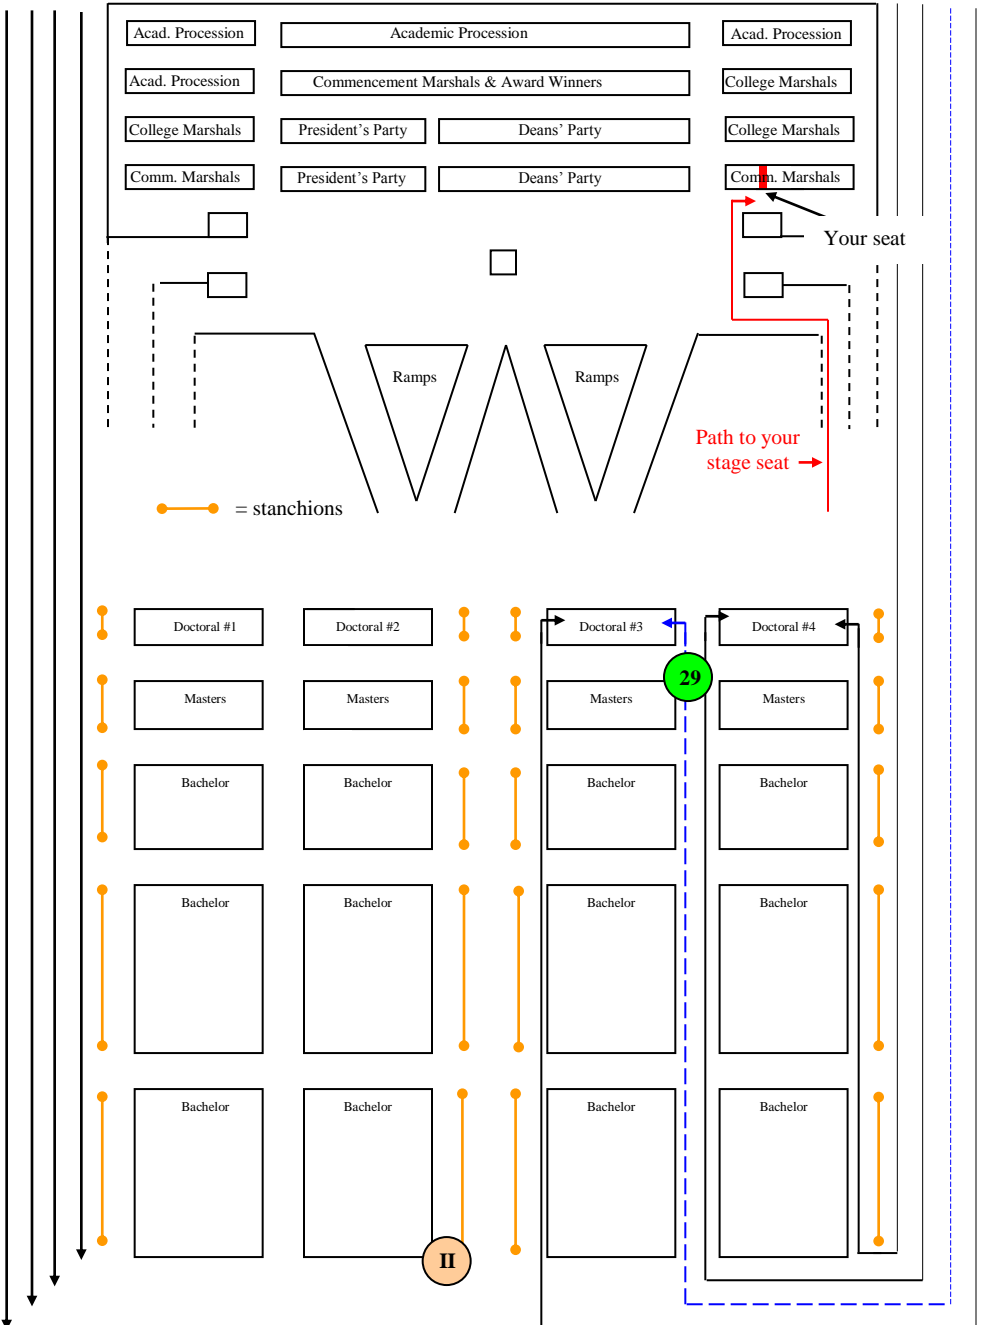 Acad. Procession
Academic Procession
Acad. Procession
Acad. Procession
Commencement Marshals & Award Winners
College Marshals
College Marshals
President's Party
Deans' Party
College Marshals
Comm. Marshals
President's Party
Deans' Party
Comm. Marshals
Your seat
Ramps
Ramps
Path to your
stage seat
= stanchions
Doctoral #1
Doctoral #2
Doctoral #3
Doctoral #4
29
Masters
Masters
Masters
Masters
Bachelor
Bachelor
Bachelor
Bachelor
Bachelor
Bachelor
Bachelor
Bachelor
Bachelor
Bachelor
Bachelor
Bachelor
II